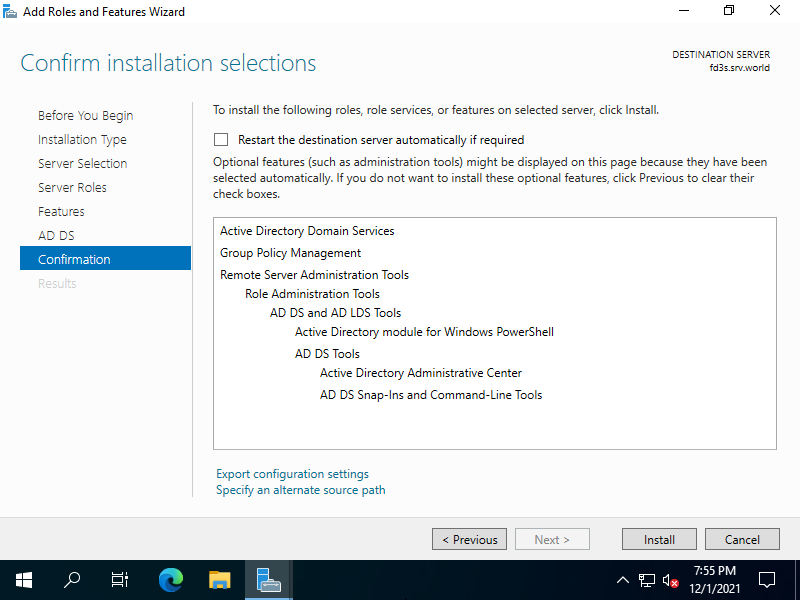 Add Roles and Features Wizard
Confirm installation selections
DESTINATION SERVER
fd3s.srv.world
Before You Begin
Installation Type
Server Selection
Server Roles
Features
AD DS
Confirmation
Results
To install the following roles, role services, or features on selected server, click Install.
Restart the destination server automatically if required
Optional features (such as administration tools) might be displayed on this page because they have been
selected automatically. If you do not want to install these optional features, click Previous to clear their
check boxes.
Active Directory Domain Services
Group Policy Management
Remote Server Administration Tools
Role Administration Tools
AD DS and AD LDS Tools
Active Directory module for Windows PowerShell
AD DS Tools
Active Directory Administrative Center
AD DS Snap-Ins and Command-Line Tools
Export configuration settings
Specify an alternate source path
< Previous
Next >
Install
Cancel
7:55 PM
12/1/2021